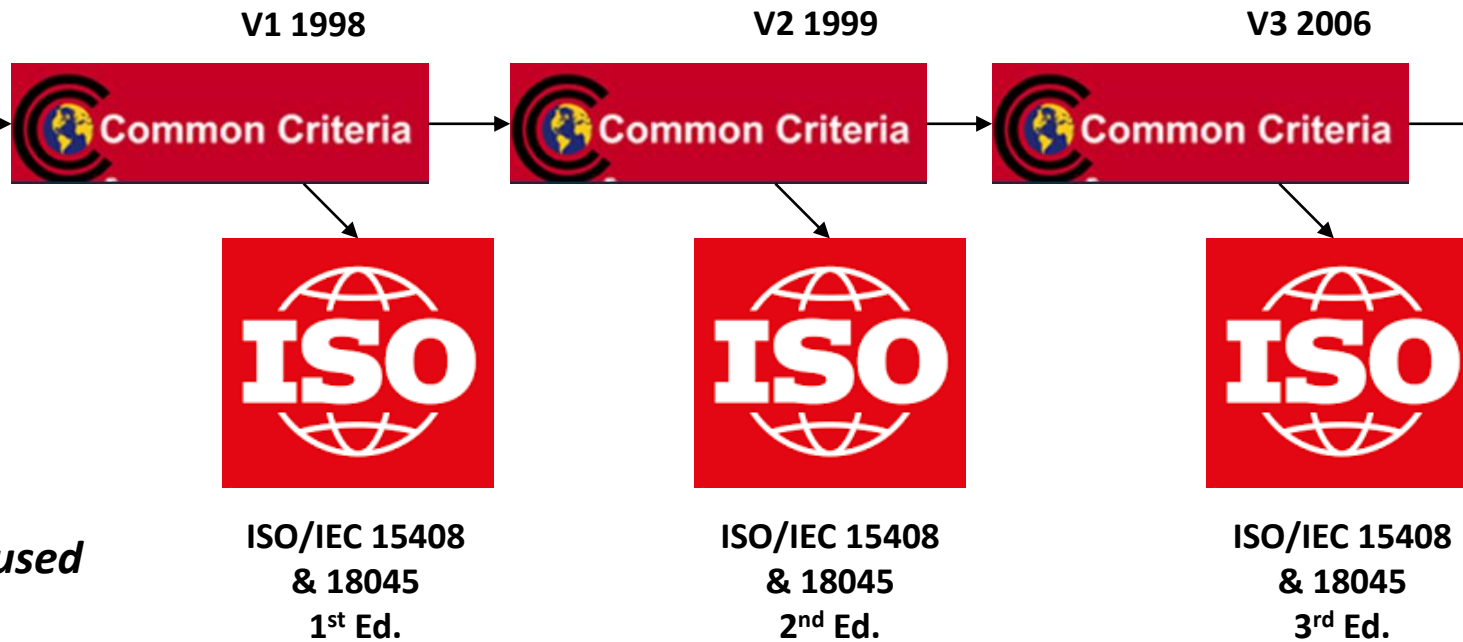 V1 1998
V2 1999
V3 2006
Common Criteria
Common Criteria
Common Criteria
ISO
ISO
ISO
used
ISO/IEC 15408
& 18045
1st Ed.
ISO/IEC 15408
& 18045
2nd Ed.
ISO/IEC 15408
& 18045
3rd Ed.